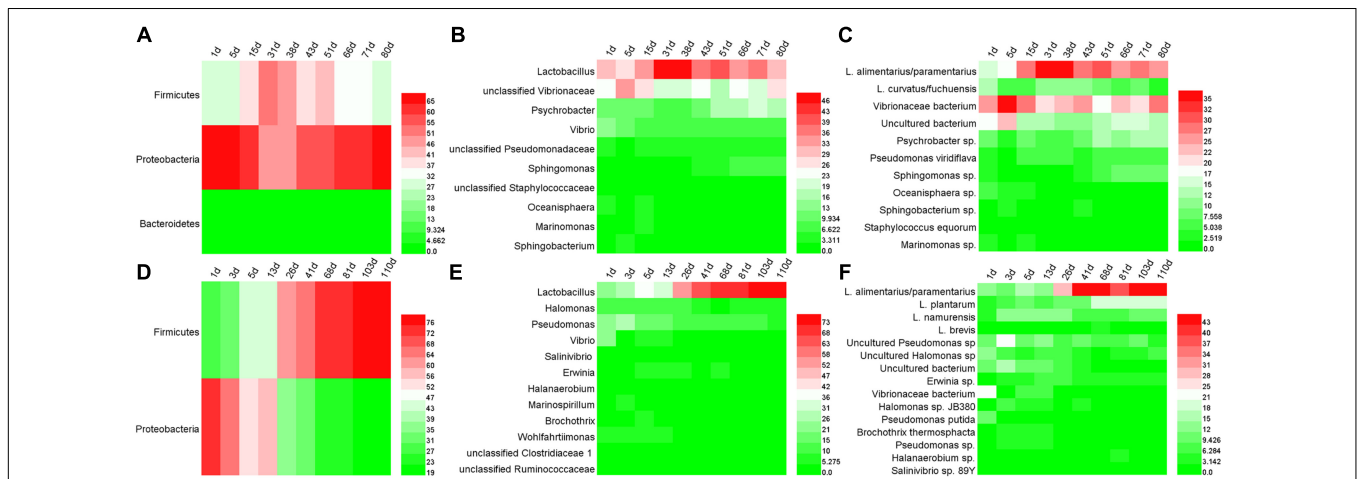 A
1d 5d 15d 31d 38d 43d 51d 66d 71d 80d
Firmicutes
Proteobacteria
Bacteroidetes
65
60
55
51
46
41
37
32
27
23
18
13
9.324
4.662
0.0
B
1d 5d 15d 31d 38d 43d 51d 66d 71d 80d
Lactobacillus
unclassified Vibrionaceae
Psychrobacter
Vibrio
unclassified Pseudomonadaceae
Sphingomonas
unclassified Staphylococcaceae
Oceanisphaera
Marinomonas
Sphingobacterium
46
43
39
36
33
29
26
23
19
16
13
9.934
6.622
3.311
0.0
C
1d 5d 15d 31d 38d 43d 51d 66d 71d 80d
L. alimentarius/paramentarius
L. curvatus/fuchuensis
Vibrionaceae bacterium
Uncultured bacterium
Psychrobacter sp.
Pseudomonas viridiflava
Sphingomonas sp.
Oceanisphaera sp.
Sphingobacterium sp.
Staphylococcus equorum
Marinomonas sp.
35
32
30
27
25
22
20
17
15
12
10
7.558
5.038
2.519
0.0
D
1d 3d 5d 13d 26d 41d 68d 81d 103d 110d
Firmicutes
Proteobacteria
76
72
68
64
60
56
52
47
43
39
35
31
27
23
19
E
1d 3d 5d 13d 26d 41d 68d 81d 103d 110d
Lactobacillus
Halomonas
Pseudomonas
Vibrio
Salinivibrio
Erwinia
Halanaerobium
Marinospirillum
Brochothrix
Wohlfahrtiimonas
unclassified Clostridiaceae 1
unclassified Ruminococcaceae
73
68
63
58
52
47
42
36
31
26
21
15
10
5.275
0.0
F
1d 3d 5d 13d 26d 41d 68d 81d 103d 110d
L. alimentarius/paramentarius
L. plantarum
L. namurensis
L. brevis
Uncultured Pseudomonas sp
Uncultured Halomonas sp
Uncultured bacterium
Erwinia sp.
Vibrionaceae bacterium
Halomonas sp. JB380
Pseudomonas putida
Brochothrix thermosphacta
Pseudomonas sp.
Halanaerobium sp.
Salinivibrio sp. 89Y
43
40
37
34
31
28
25
21
18
15
12
9.426
6.284
3.142
0.0